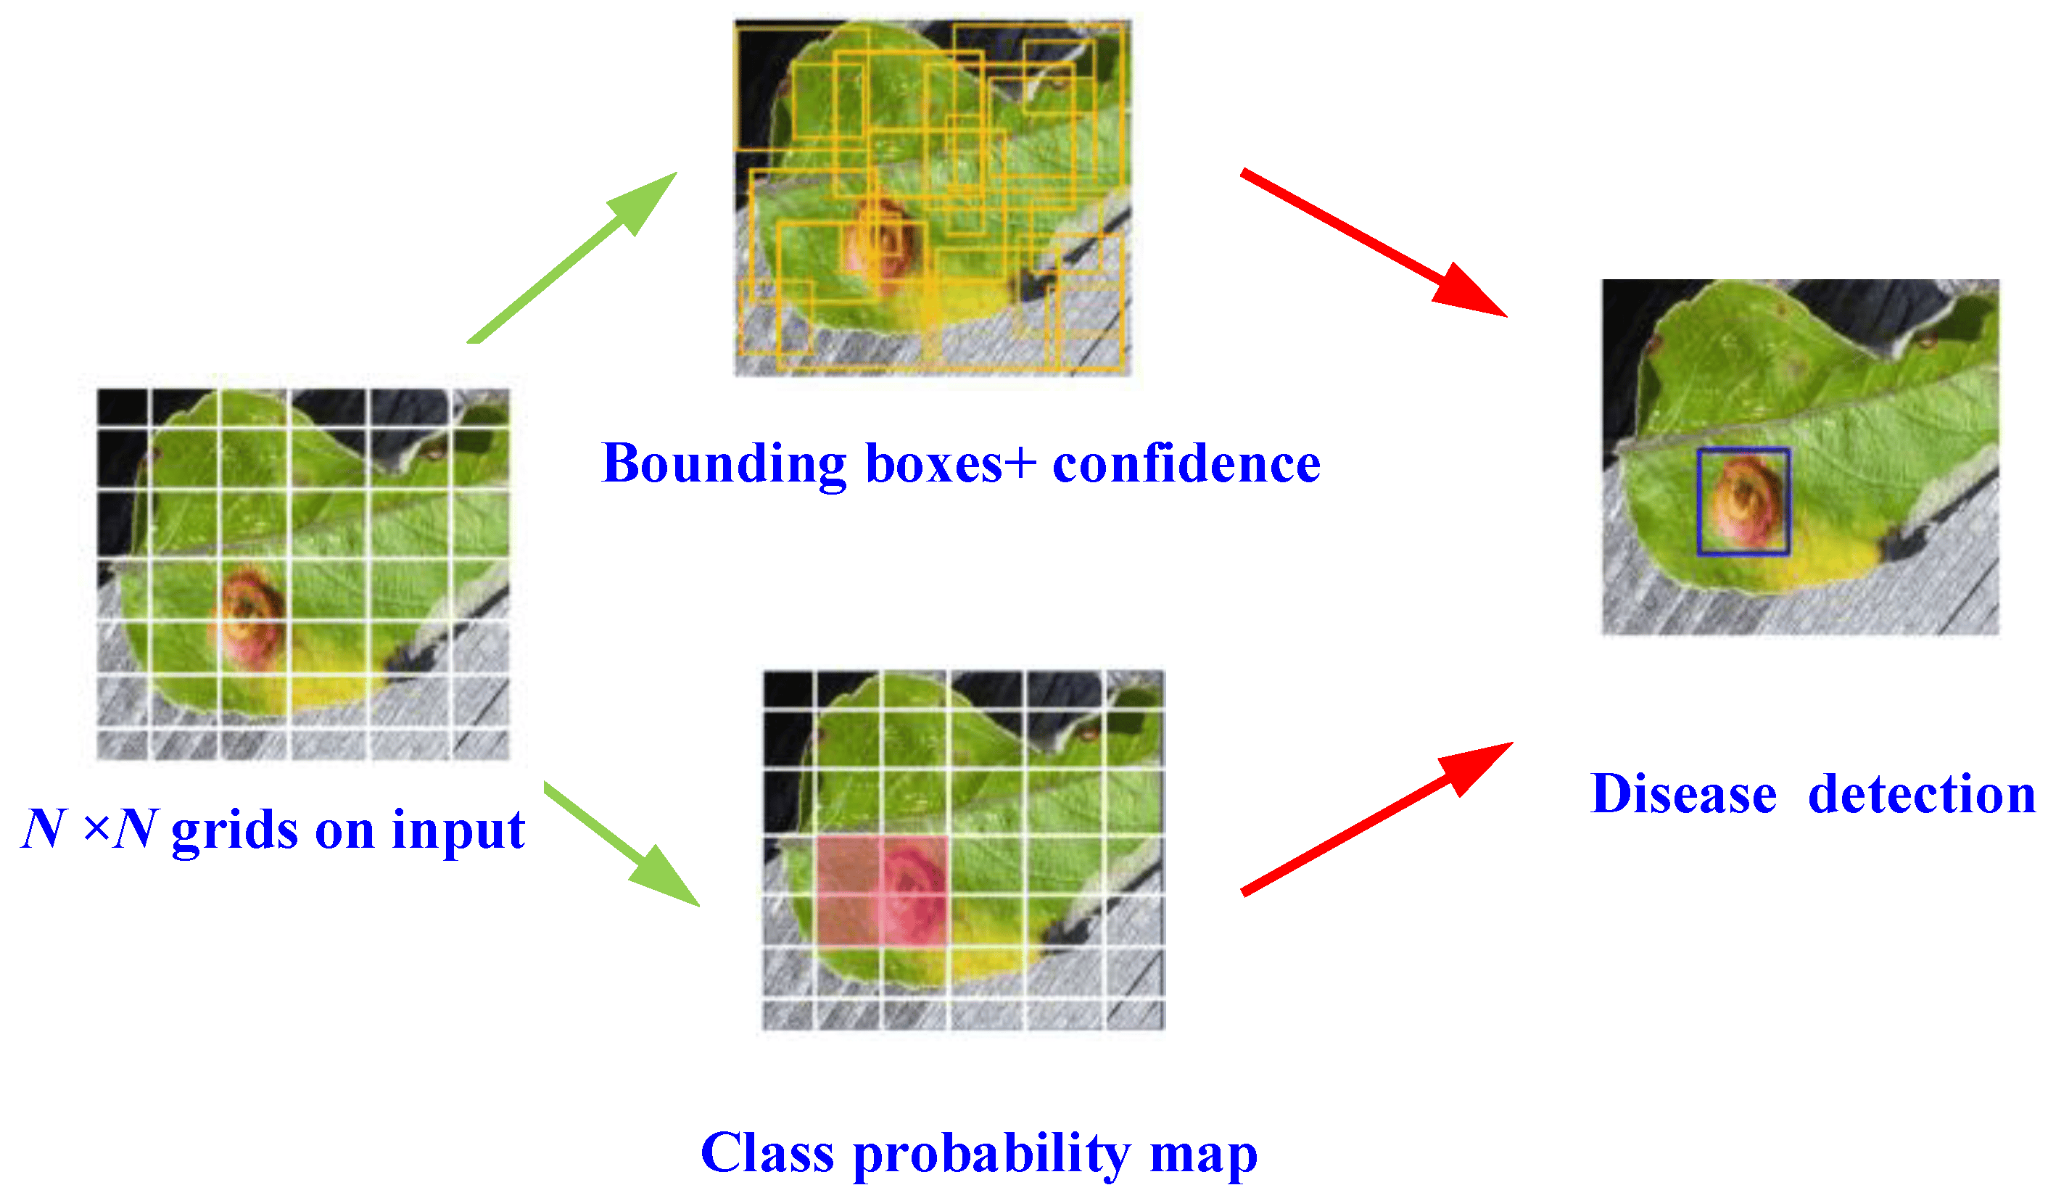 Bounding boxes+ confidence
N ×N grids on input
Disease detection
Class probability map